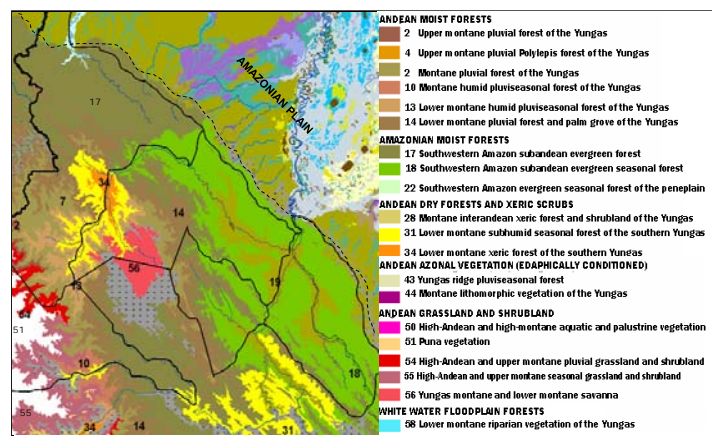 ANDEAN MOIST FORESTS
2 Upper montane pluvial forest of the Yungas
4 Upper montane pluvial Polylepis forest of the Yungas
2 Montane pluvial forest of the Yungas
10 Montane humid pluviseasonal forest of the Yungas
13 Lower montane humid pluviseasonal forest of the Yungas
14 Lower montane pluvial forest and palm grove of the Yungas
AMAZONIAN MOIST FORESTS
17 Southwestern Amazon subandean evergreen forest
18 Southwestern Amazon subandean evergreen seasonal forest
22 Southwestern Amazon evergreen seasonal forest of the peneplain
ANDEAN DRY FORESTS AND XERIC SCRUBS
28 Montane interandean xeric forest and shrubland of the Yungas
31 Lower montane subhumid seasonal forest of the southern Yungas
34 Lower montane xeric forest of the southern Yungas
ANDEAN AZONAL VEGETATION (EDAPHICALLY CONDITIONED)
43 Yungas ridge pluviseasonal forest
44 Montane lithomorphic vegetation of the Yungas
ANDEAN GRASSLAND AND SHRUBLAND
50 High-Andean and high-montane aquatic and palustrine vegetation
51 Puna vegetation
54 High-Andean and upper montane pluvial grassland and shrubland
55 High-Andean and upper montane seasonal grassland and shrubland
56 Yungas montane and lower montane savanna
WHITE WATER FLOODPLAIN FORESTS
58 Lower montane riparian vegetation of the Yungas
AMAZONIAN PLAIN
17
34
7
14
2
56
13
19
54
51
10
18
55
34
14
31